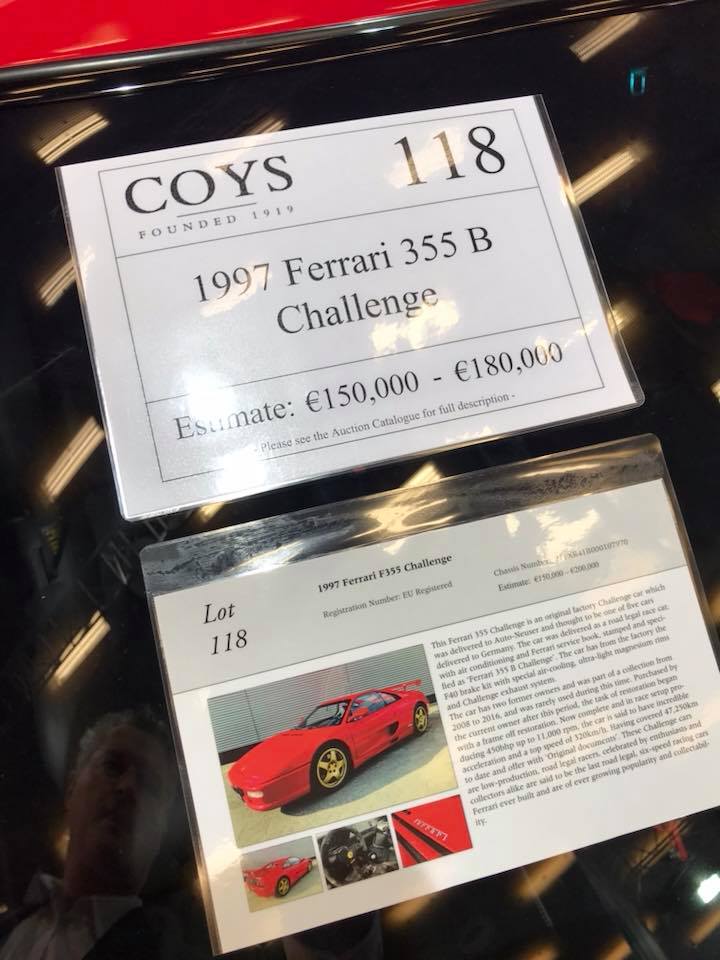 COYS
FOUNDED 1919
118
1997 Ferrari 355 B
Challenge
Estimate: €150,000 - €180,000
- Please see the Auction Catalogue for full description -
Lot
118
1997 Ferrari F355 Challenge
Registration Number: EU Registered
Chassis Number:
Estimate: €150,000 - €200,000
This Ferrari 355 Challenge is an original factory Challenge car which
was delivered to Auto-Neuser and thought to be one of five cars
delivered to Germany. The car was delivered as a road legal race car,
with air conditioning and Ferrari service book, stamped and speci-
fied as 'Ferrari 355 B Challenge'. The car has from the factory the
F40 brake kit with special air-cooling, ultra-light magnesium rims
and Challenge exhaust system.
The car has two former owners and was part of a collection from
2008 to 2016, and was rarely used during this time. Purchased by
the current owner after this period, the task of restoration began
with a frame off restoration. Now complete and in race setup pro-
ducing 450bhp up to 11,000 rpm, the car is said to have incredible
acceleration and a top speed of 320km/h. Having covered 47,250km
to date and offer with 'Original documents'. These Challenge cars
are low-production, road legal racers, celebrated by enthusiasts and
collectors alike are said to be the last road legal, six-speed racing cars
Ferrari ever built and are of ever growing popularity and collectabil-
ity.